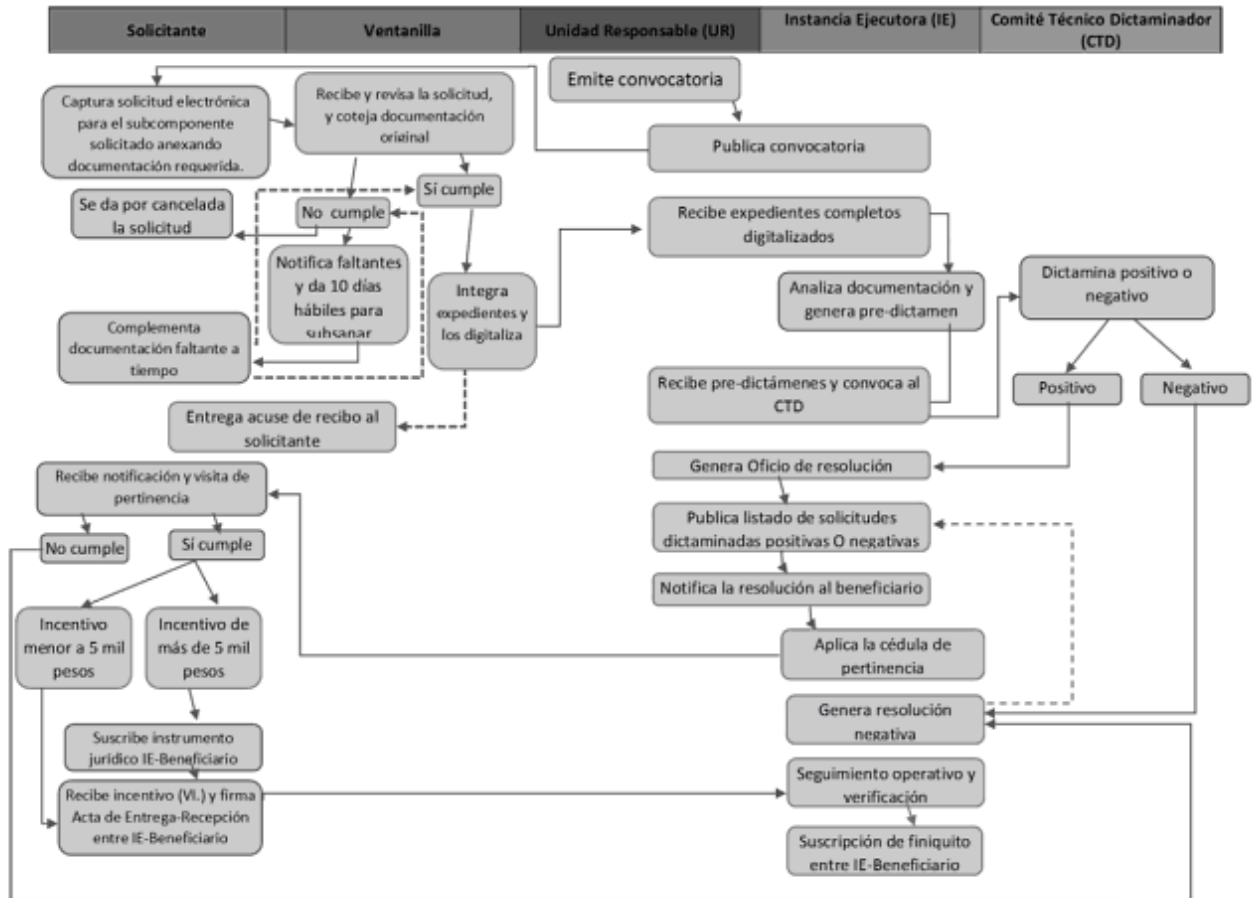 Solicitante
Ventanilla
Unidad Responsable (UR)
Instancia Ejecutora (IE)
Comité Técnico Dictaminador
(CTD)
Emite convocatoria
Captura solicitud electrónica
para el subcomponente
solicitado anexando
documentación requerida.
Recibe y revisa la solicitud,
y coteja documentación
original
Publica convocatoria
Sí cumple
Se da por cancelada
la solicitud
No cumple
Recibe expedientes completos
digitalizados
Notifica faltantes
y da 10 días
hábiles para
subsanar
Integra
expedientes y
los digitaliza
Analiza documentación y
genera pre-dictamen
Dictamina positivo o
negativo
Complementa
documentación faltante a
tiempo
Recibe pre-dictámenes y convoca al
CTD
Positivo
Negativo
Entrega acuse de recibo al
solicitante
Genera Oficio de resolución
Recibe notificación y visita de
pertinencia
Publica listado de solicitudes
dictaminadas positivas O negativas
No cumple
Sí cumple
Notifica la resolución al beneficiario
Incentivo
menor a 5 mil
pesos
Incentivo de
más de 5 mil
pesos
Aplica la cédula de
pertinencia
Genera resolución
negativa
Suscribe instrumento
jurídico IE-Beneficiario
Recibe incentivo (VI.) y firma
Acta de Entrega-Recepción
entre IE-Beneficiario
Seguimiento operativo y
verificación
Suscripción de finiquito
entre IE-Beneficiario